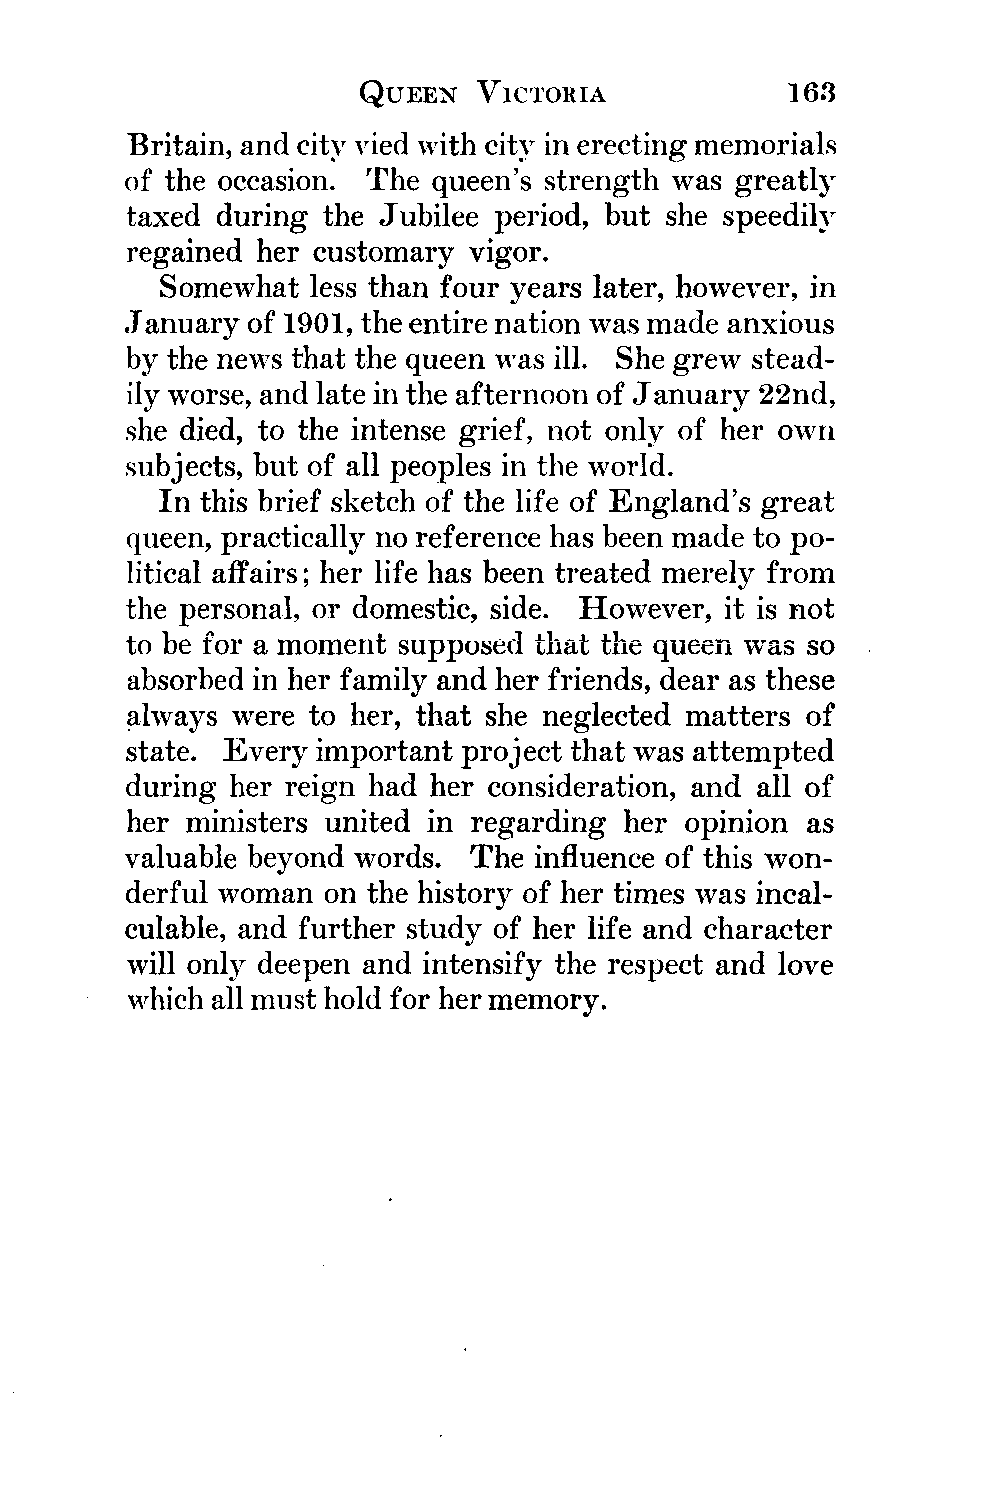 QUEEN VICTORIA 163
Britain, and city vied with city in erecting memorials
of the occasion. The queen's strength was greatly
taxed during the Jubilee period, but she speedily
regained her customary vigor.
Somewhat less than four years later, however, in
January of 1901, the entire nation was made anxious
by the news that the queen was ill. She grew stead-
ily worse, and late in the afternoon of January 22nd,
she died, to the intense grief, not only of her own
subjects, but of all peoples in the world.
In this brief sketch of the life of England's great
queen, practically no reference has been made to po-
litical affairs; her life has been treated merely from
the personal, or domestic, side. However, it is not
to be for a moment supposed that the queen was so
absorbed in her family and her friends, dear as these
always were to her, that she neglected matters of
state. Every important project that was attempted
during her reign had her consideration, and all of
her ministers united in regarding her opinion as
valuable beyond words. The influence of this won-
derful woman on the history of her times was incal-
culable, and further study of her life and character
will only deepen and intensify the respect and love
which all must hold for her memory.